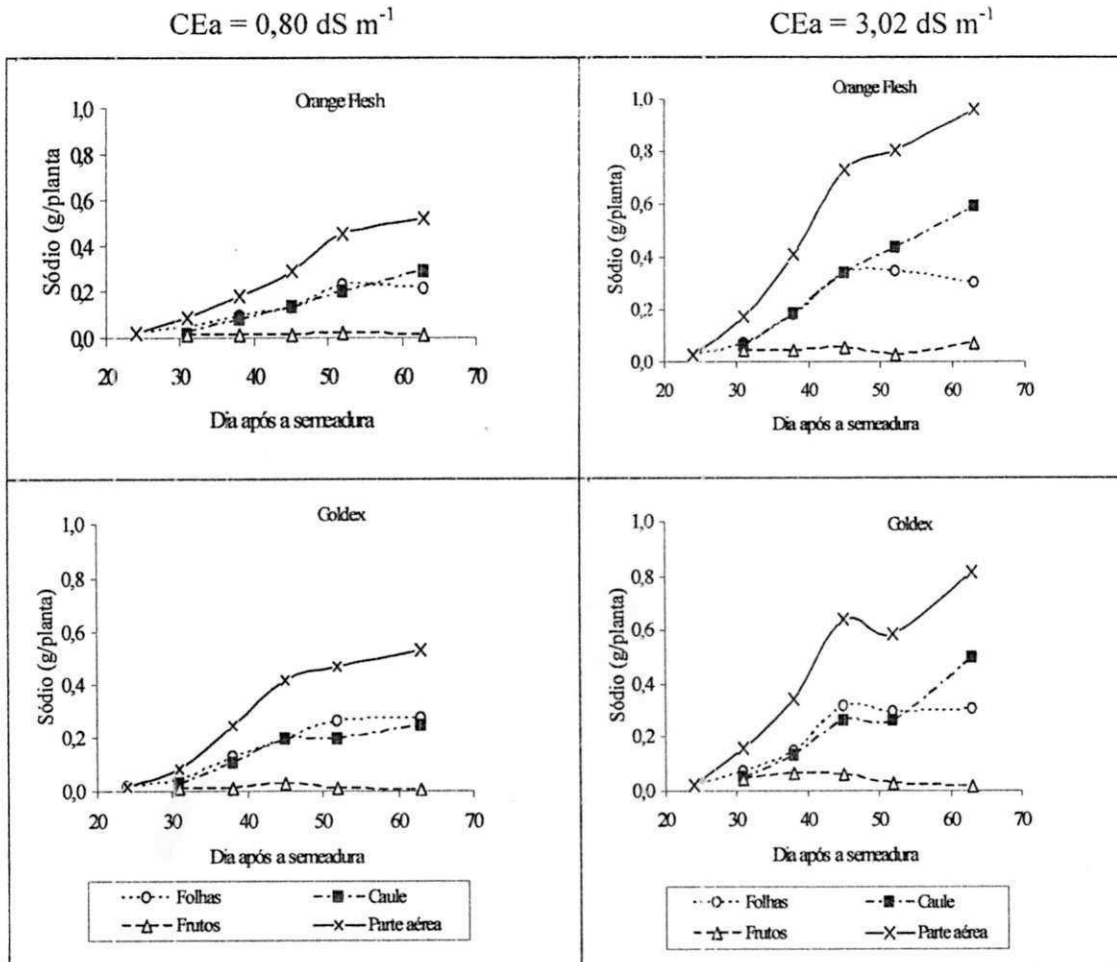 CEa = 0,80 dS m⁻¹
CEa = 3,02 dS m⁻¹
Orange Flesh
Sódio (g/planta
1,0
0,8
0,6
0,4
0,2
0,0
20 30 40 50 60 70
Dia após a semeadura
Orange Flesh
Sódio (g/planta)
1,0
0,8
0,6
0,4
0,2
0,0
20 30 40 50 60 70
Dia após a semeadura
Goldex
Sódio (g/planta)
1,0
0,8
0,6
0,4
0,2
0,0
20 30 40 50 60 70
Dia após a semeadura
Folhas Caule
Frutos Parte aérea
Goldex
Sódio (g/planta)
1,0
0,8
0,6
0,4
0,2
0,0
20 30 40 50 60 70
Dia após a semeadura
Folhas Caule
Frutos Parte aérea